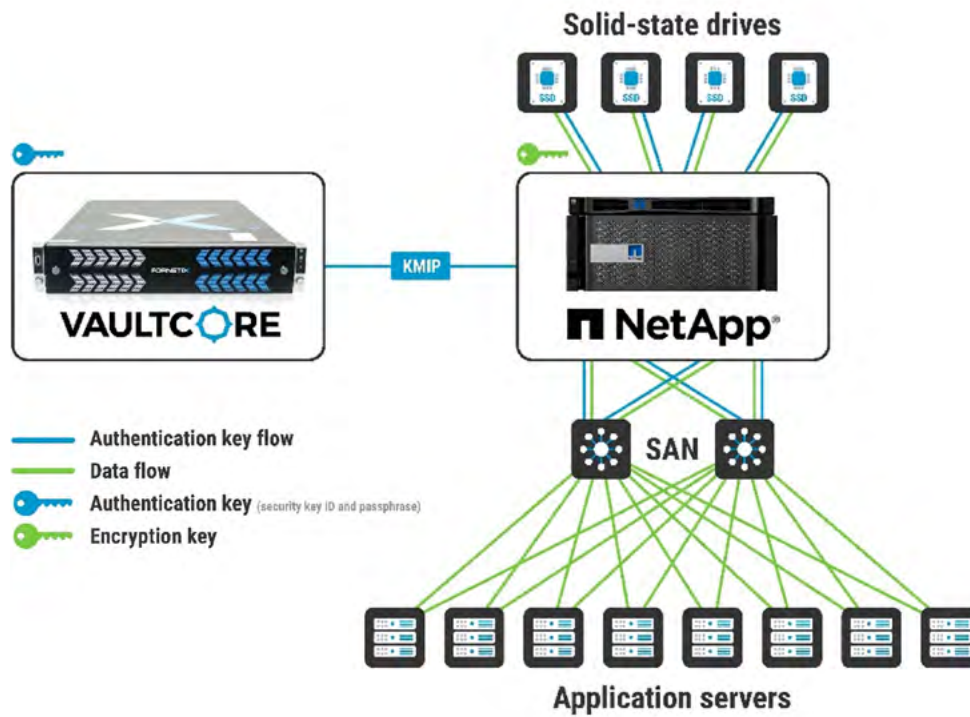 Solid-state drives
SSD SSD SSD SSD
FORNETIX
VAULTCORE
KMIP
NetApp®
Authentication key flow
Data flow
Authentication key (security key ID and passphrase)
Encryption key
SAN
Application servers